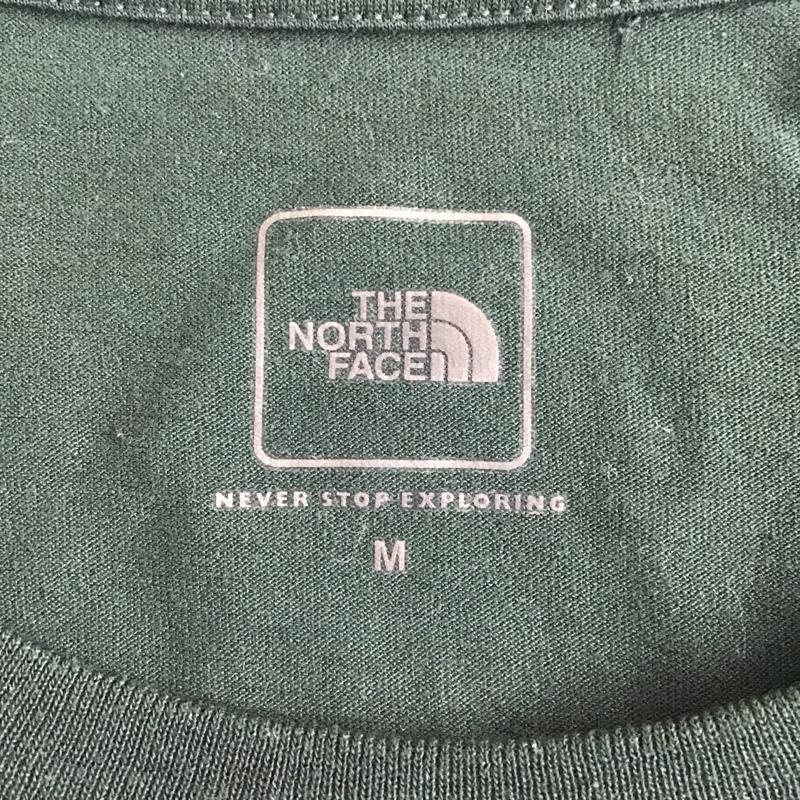 THE
NORTH
FACE
NEVER STOP EXPLORING
M